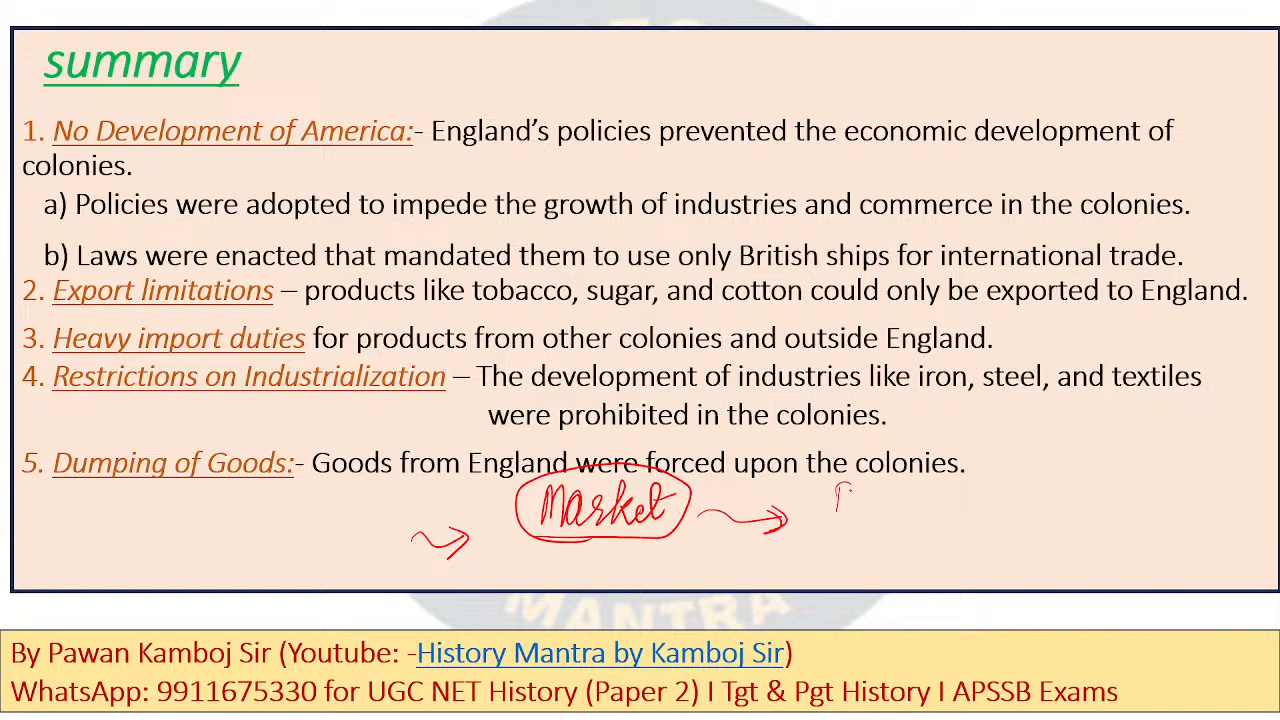 summary
1. No Development of America:- England's policies prevented the economic development of
colonies.
a) Policies were adopted to impede the growth of industries and commerce in the colonies.
b) Laws were enacted that mandated them to use only British ships for international trade.
2. Export limitations – products like tobacco, sugar, and cotton could only be exported to England.
3. Heavy import duties for products from other colonies and outside England.
4. Restrictions on Industrialization – The development of industries like iron, steel, and textiles
were prohibited in the colonies.
5. Dumping of Goods:- Goods from England were forced upon the colonies.
Market
MANTRA
By Pawan Kamboj Sir (Youtube: -History Mantra by Kamboj Sir)
WhatsApp: 9911675330 for UGC NET History (Paper 2) I Tgt & Pgt History I APSSB Exams